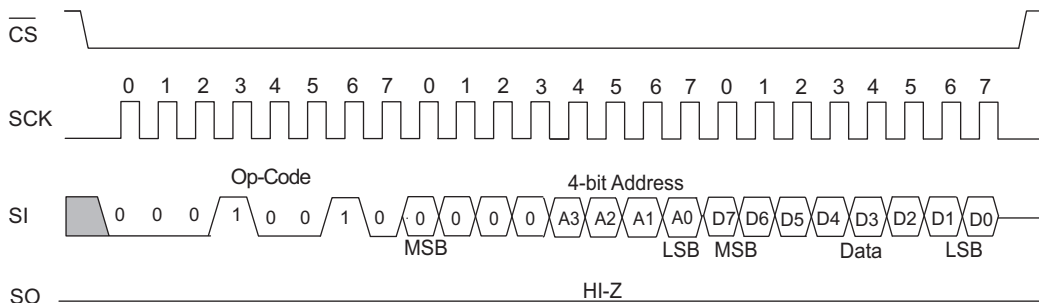 CS
0 1 2 3 4 5 6 7 0 1 2 3 4 5 6 7 0 1 2 3 4 5 6 7
SCK
Op-Code 4-bit Address
SI 0 0 0 1 0 0 1 0 0 0 0 0 A3 A2 A1 A0 D7 D6 D5 D4 D3 D2 D1 D0
MSB LSB MSB Data LSB
HI-Z
SO